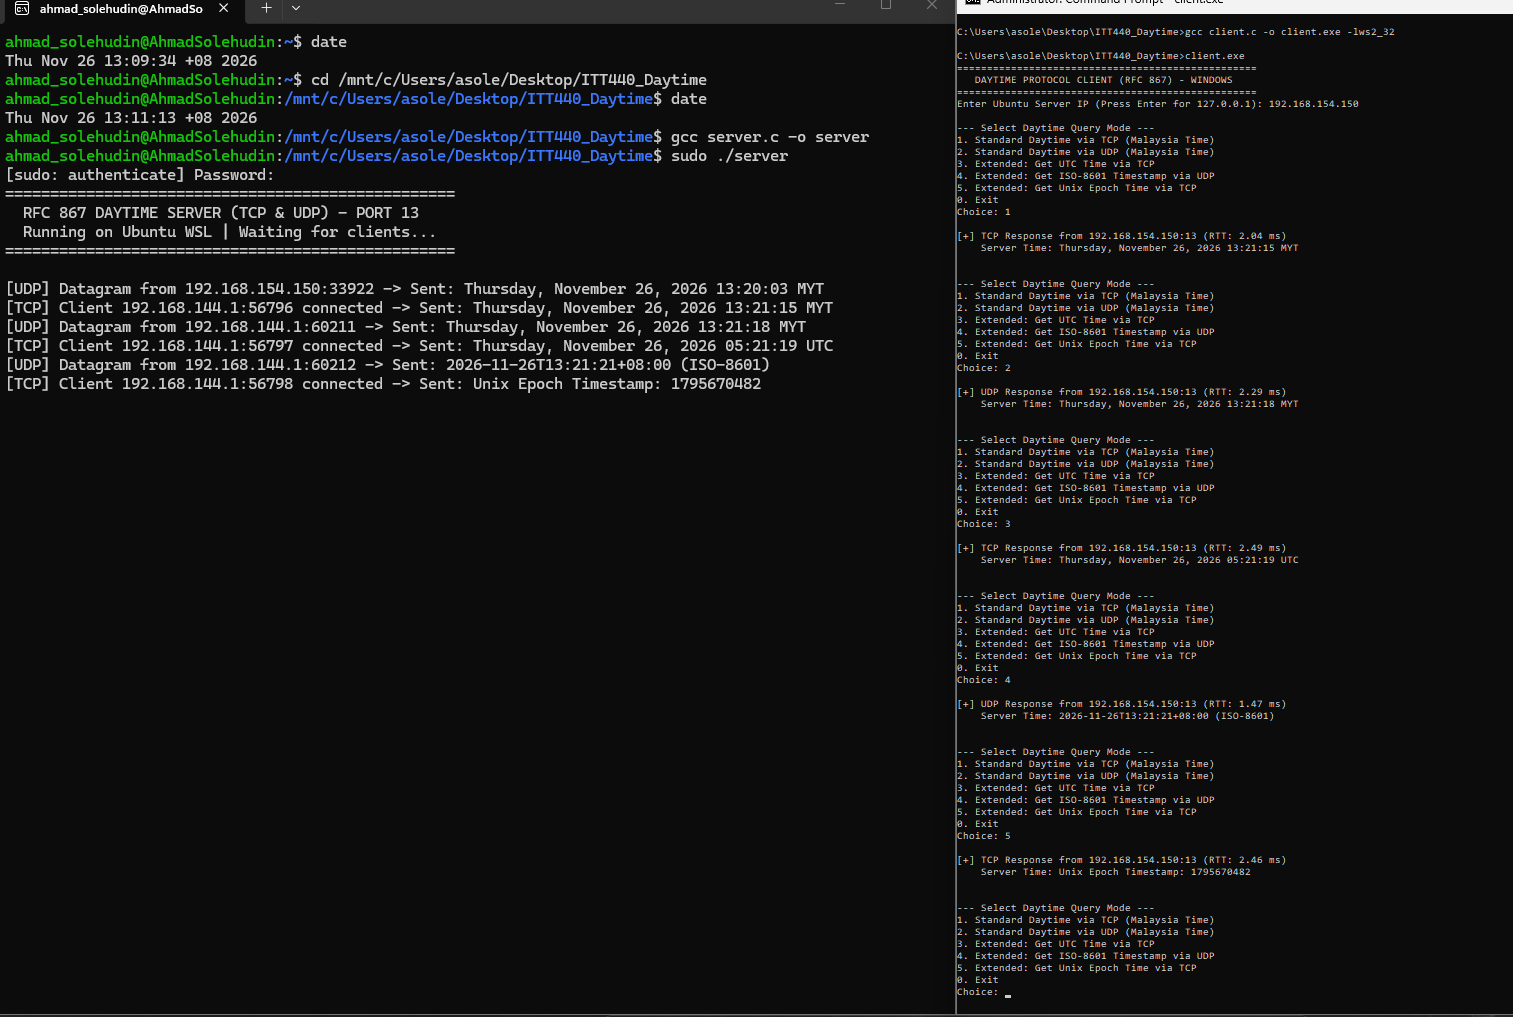 ahmad_solehudin@AhmadSo
ahmad_solehudin@AhmadSolehudin:~$ date
Thu Nov 26 13:09:34 +08 2026
ahmad_solehudin@AhmadSolehudin:~$ cd /mnt/c/Users/asole/Desktop/ITT440_Daytime
ahmad_solehudin@AhmadSolehudin:/mnt/c/Users/asole/Desktop/ITT440_Daytime$ date
Thu Nov 26 13:11:13 +08 2026
ahmad_solehudin@AhmadSolehudin:/mnt/c/Users/asole/Desktop/ITT440_Daytime$ gcc server.c -o server
ahmad_solehudin@AhmadSolehudin:/mnt/c/Users/asole/Desktop/ITT440_Daytime$ sudo ./server
[sudo: authenticate] Password:
==================================================
RFC 867 DAYTIME SERVER (TCP & UDP) - PORT 13
Running on Ubuntu WSL | Waiting for clients...
==================================================
[UDP] Datagram from 192.168.154.150:33922 -> Sent: Thursday, November 26, 2026 13:20:03 MYT
[TCP] Client 192.168.144.1:56796 connected -> Sent: Thursday, November 26, 2026 13:21:15 MYT
[UDP] Datagram from 192.168.144.1:60211 -> Sent: Thursday, November 26, 2026 13:21:18 MYT
[TCP] Client 192.168.144.1:56797 connected -> Sent: Thursday, November 26, 2026 05:21:19 UTC
[UDP] Datagram from 192.168.144.1:60212 -> Sent: 2026-11-26T13:21:21+08:00 (ISO-8601)
[TCP] Client 192.168.144.1:56798 connected -> Sent: Unix Epoch Timestamp: 1795670482
Administrator: Command Prompt - client.exe
C:\Users\asole\Desktop\ITT440_Daytime>gcc client.c -o client.exe -lws2_32
C:\Users\asole\Desktop\ITT440_Daytime>client.exe
==================================================
DAYTIME PROTOCOL CLIENT (RFC 867) - WINDOWS
==================================================
Enter Ubuntu Server IP (Press Enter for 127.0.0.1): 192.168.154.150
--- Select Daytime Query Mode ---
1. Standard Daytime via TCP (Malaysia Time)
2. Standard Daytime via UDP (Malaysia Time)
3. Extended: Get UTC Time via TCP
4. Extended: Get ISO-8601 Timestamp via UDP
5. Extended: Get Unix Epoch Time via TCP
0. Exit
Choice: 1
[+] TCP Response from 192.168.154.150:13 (RTT: 2.04 ms)
Server Time: Thursday, November 26, 2026 13:21:15 MYT
--- Select Daytime Query Mode ---
1. Standard Daytime via TCP (Malaysia Time)
2. Standard Daytime via UDP (Malaysia Time)
3. Extended: Get UTC Time via TCP
4. Extended: Get ISO-8601 Timestamp via UDP
5. Extended: Get Unix Epoch Time via TCP
0. Exit
Choice: 2
[+] UDP Response from 192.168.154.150:13 (RTT: 2.29 ms)
Server Time: Thursday, November 26, 2026 13:21:18 MYT
--- Select Daytime Query Mode ---
1. Standard Daytime via TCP (Malaysia Time)
2. Standard Daytime via UDP (Malaysia Time)
3. Extended: Get UTC Time via TCP
4. Extended: Get ISO-8601 Timestamp via UDP
5. Extended: Get Unix Epoch Time via TCP
0. Exit
Choice: 3
[+] TCP Response from 192.168.154.150:13 (RTT: 2.49 ms)
Server Time: Thursday, November 26, 2026 05:21:19 UTC
--- Select Daytime Query Mode ---
1. Standard Daytime via TCP (Malaysia Time)
2. Standard Daytime via UDP (Malaysia Time)
3. Extended: Get UTC Time via TCP
4. Extended: Get ISO-8601 Timestamp via UDP
5. Extended: Get Unix Epoch Time via TCP
0. Exit
Choice: 4
[+] UDP Response from 192.168.154.150:13 (RTT: 1.47 ms)
Server Time: 2026-11-26T13:21:21+08:00 (ISO-8601)
--- Select Daytime Query Mode ---
1. Standard Daytime via TCP (Malaysia Time)
2. Standard Daytime via UDP (Malaysia Time)
3. Extended: Get UTC Time via TCP
4. Extended: Get ISO-8601 Timestamp via UDP
5. Extended: Get Unix Epoch Time via TCP
0. Exit
Choice: 5
[+] TCP Response from 192.168.154.150:13 (RTT: 2.46 ms)
Server Time: Unix Epoch Timestamp: 1795670482
--- Select Daytime Query Mode ---
1. Standard Daytime via TCP (Malaysia Time)
2. Standard Daytime via UDP (Malaysia Time)
3. Extended: Get UTC Time via TCP
4. Extended: Get ISO-8601 Timestamp via UDP
5. Extended: Get Unix Epoch Time via TCP
0. Exit
Choice: